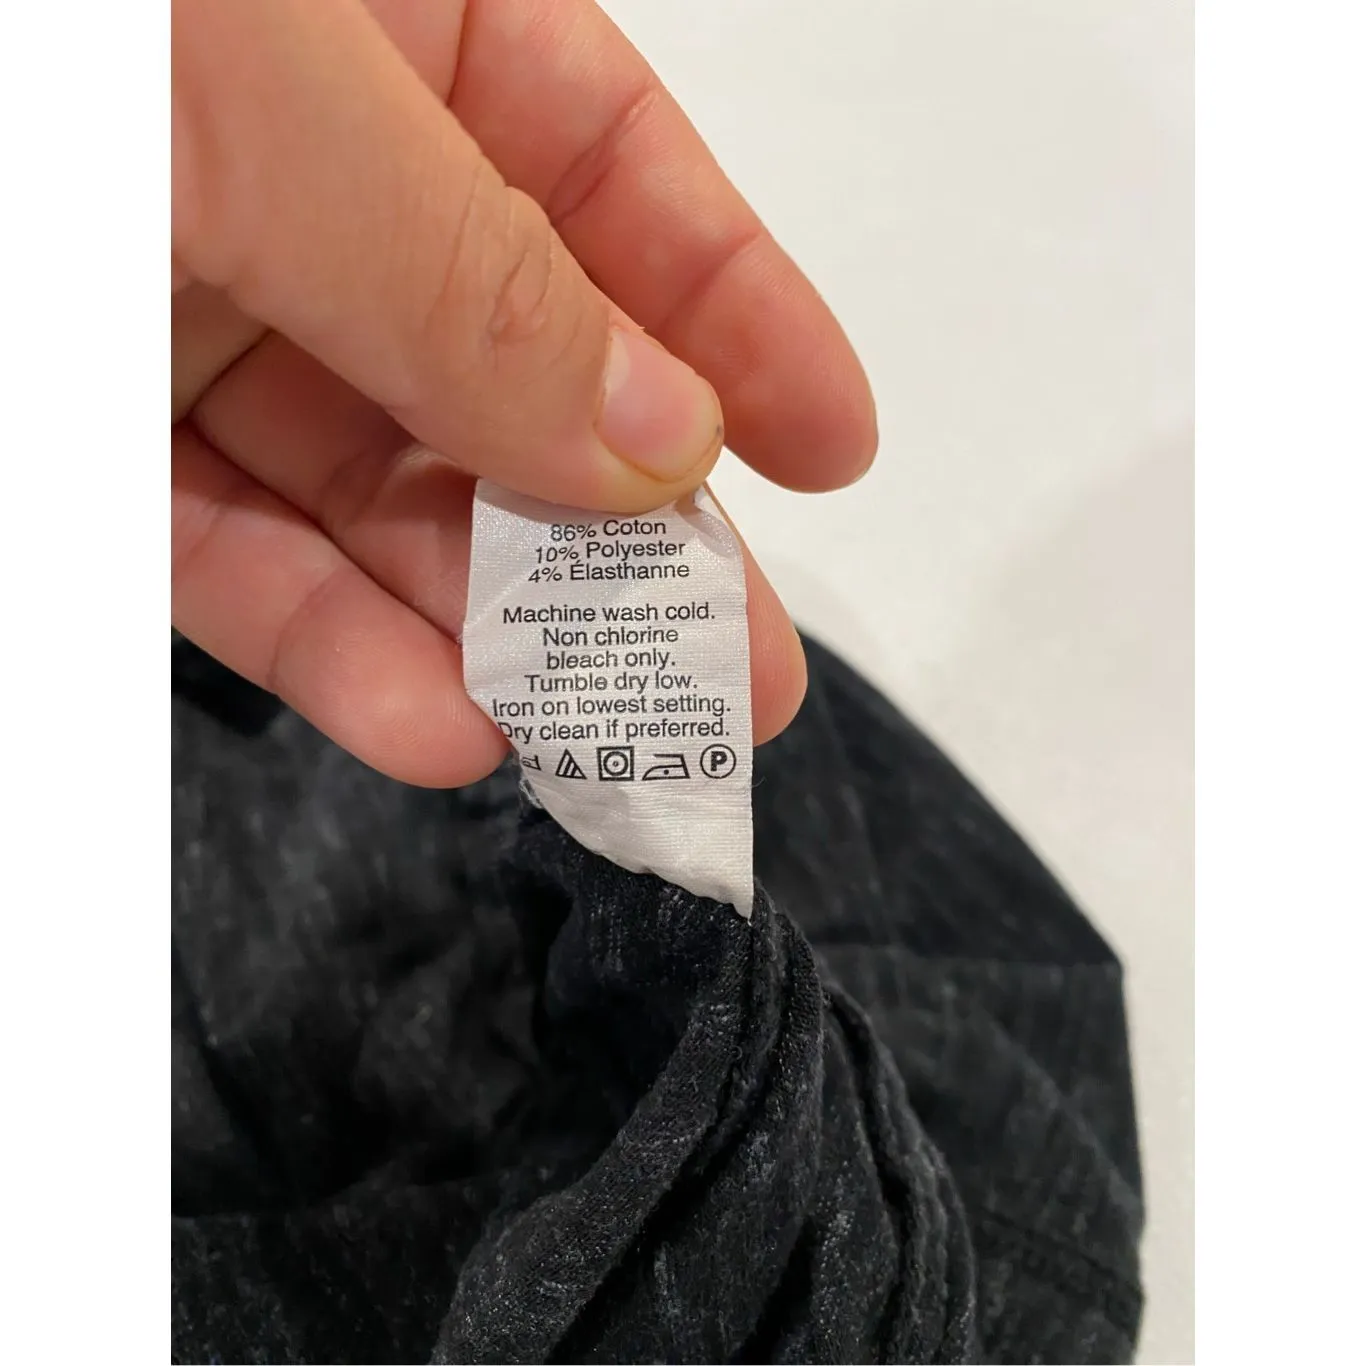 86% Coton
10% Polyester
4% Élasthanne
Machine wash cold.
Non chlorine
bleach only.
Tumble dry low.
Iron on lowest setting.
Dry clean if preferred.
P